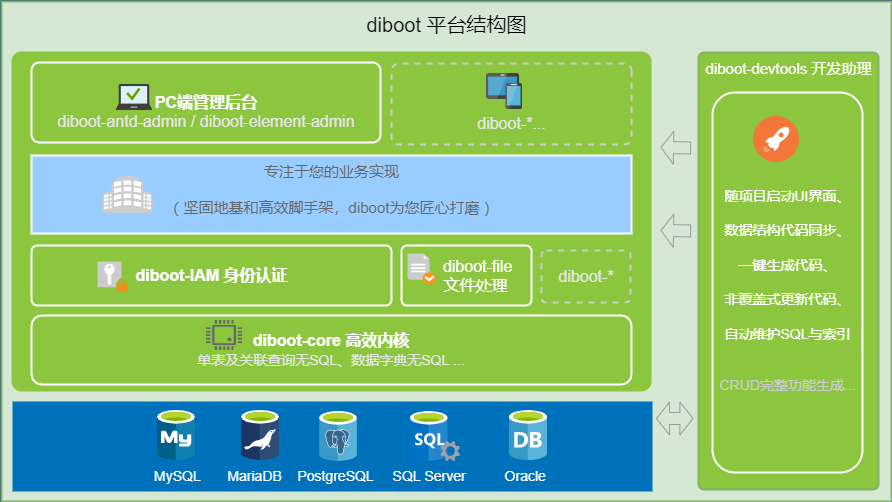 diboot 平台结构图
PC端管理后台
diboot-antd-admin / diboot-element-admin
diboot-*...
专注于您的业务实现
（坚固地基和高效脚手架，diboot为您匠心打磨）
diboot-IAM 身份认证
diboot-file
文件处理
diboot-*
diboot-core 高效内核
单表及关联查询无SQL、数据字典无SQL ...
My
SQL
DB
MySQL
MariaDB
PostgreSQL
SQL Server
Oracle
diboot-devtools 开发助理
随项目启动UI界面、
数据结构代码同步、
一键生成代码、
非覆盖式更新代码、
自动维护SQL与索引
CRUD完整功能生成...